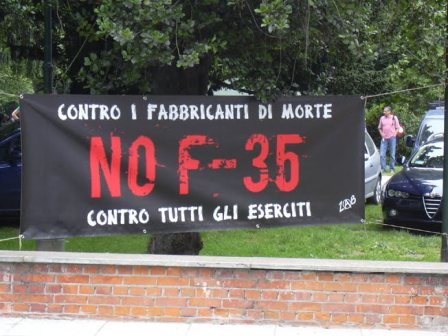 CONTRO I FABBRICANTI DI MORTE
NO F-35
CONTRO TUTTI GLI ESERCITI